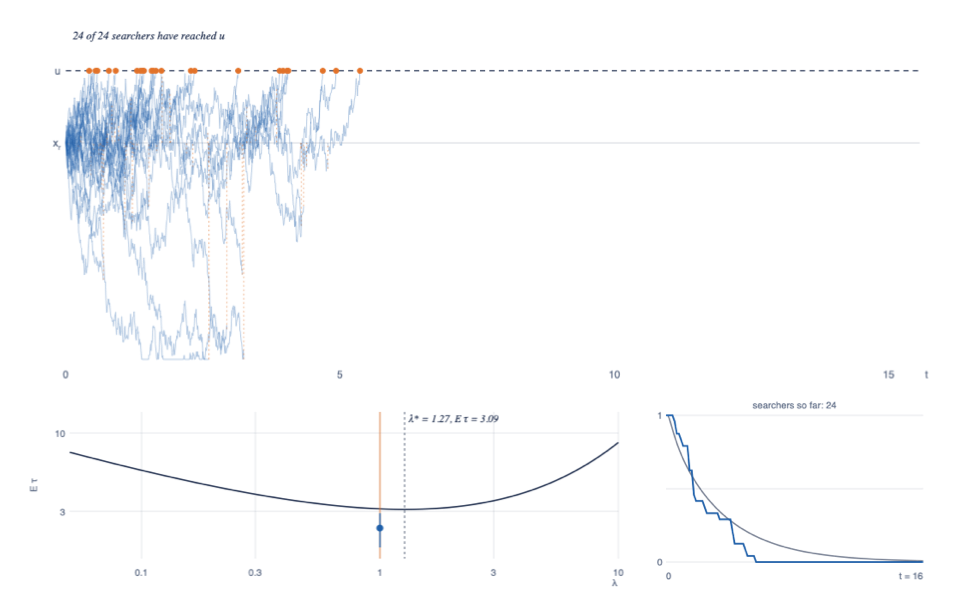 24 of 24 searchers have reached u
u
xᵣ
0 5 10 15 t
λ* = 1.27, E τ = 3.09
10
3
E τ
0.1 0.3 1 3 10
λ
searchers so far: 24
1
0
0 t = 16